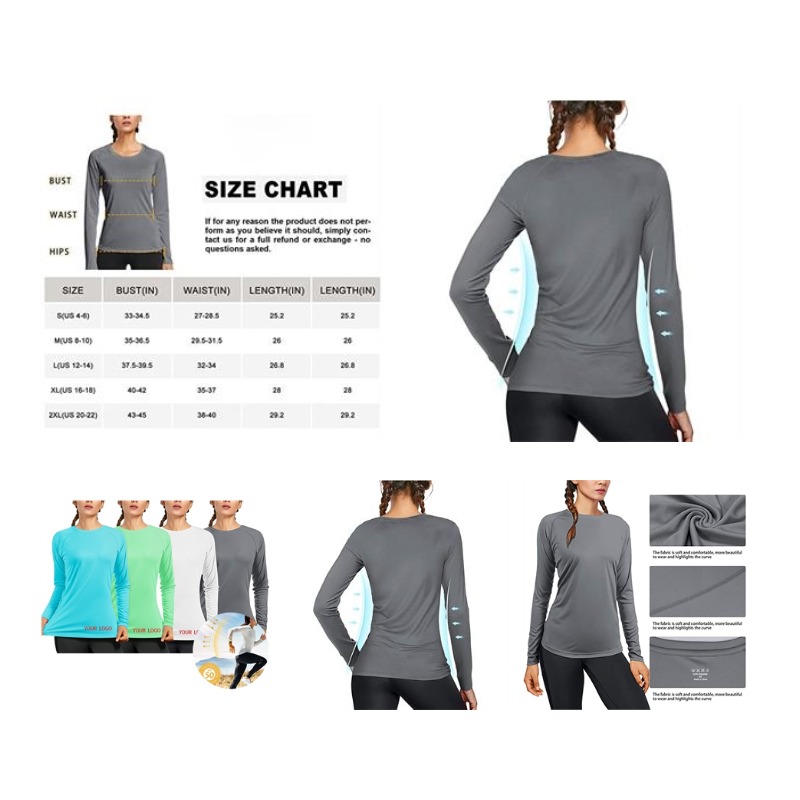 BUST
WAIST
HIPS
SIZE CHART
If for any reason the product does not per-
form as you believe it should, simply con-
tact us for a full refund or exchange - no
questions asked.
SIZE BUST(IN) WAIST(IN) LENGTH(IN) LENGTH(IN)
S(US 4-6) 33-34.5 27-28.5 25.2 25.2
M(US 8-10) 35-36.5 29.5-31.5 26 26
L(US 12-14) 37.5-39.5 32-34 26.8 26.8
XL(US 16-18) 40-42 35-37 28 28
2XL(US 20-22) 43-45 38-40 29.2 29.2
YOUR LOGO YOUR LOGO YOUR L
50
The fabric is soft and comfortable, more beautiful
to wear and highlights the curve
The fabric is soft and comfortable, more beautiful
to wear and highlights the curve
The fabric is soft and comfortable, more beautiful
to wear and highlights the curve